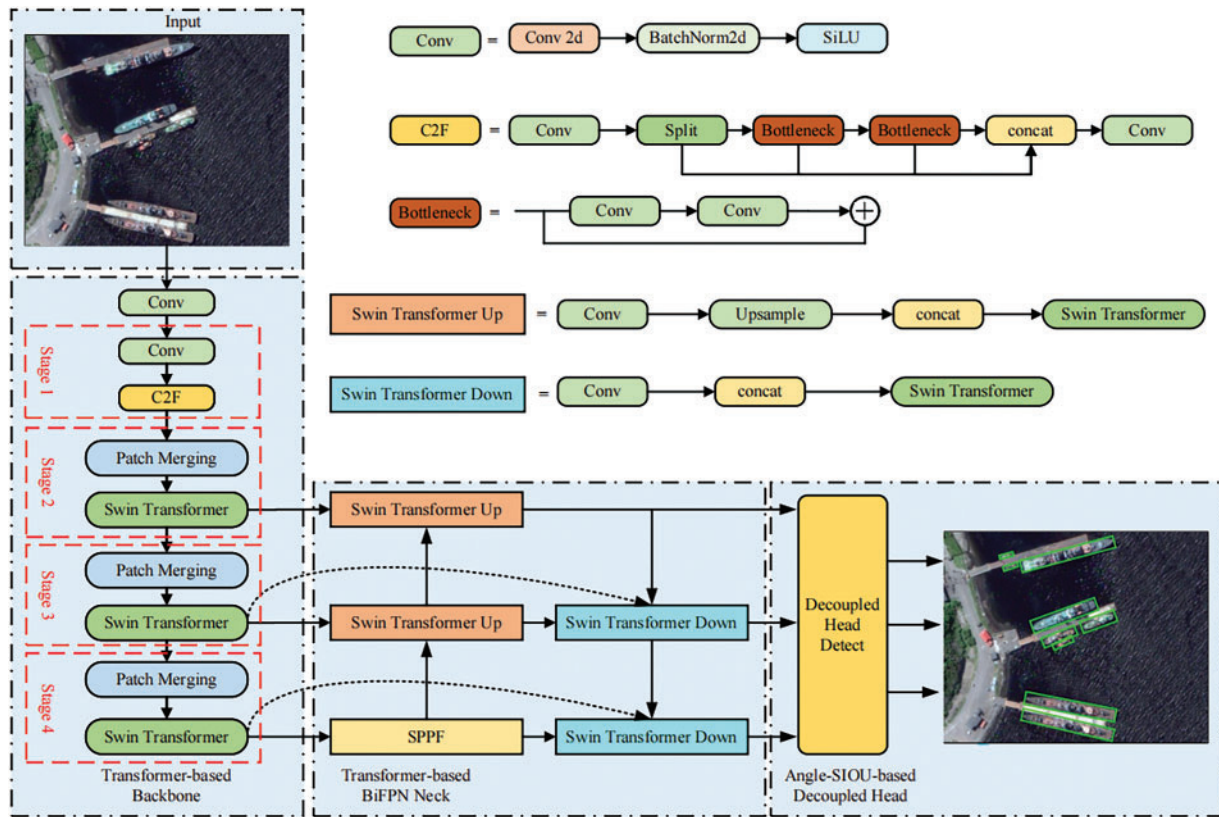 Input
Conv
=
Conv 2d
BatchNorm2d
SiLU
C2F
=
Conv
Split
Bottleneck
Bottleneck
concat
Conv
Bottleneck
=
Conv
Conv
Swin Transformer Up
=
Conv
Upsample
concat
Swin Transformer
Swin Transformer Down
=
Conv
concat
Swin Transformer
Conv
Stage 1
Conv
C2F
Stage 2
Patch Merging
Swin Transformer
Stage 3
Patch Merging
Swin Transformer
Stage 4
Patch Merging
Swin Transformer
Transformer-based
Backbone
Swin Transformer Up
Swin Transformer Up
Swin Transformer Down
SPPF
Swin Transformer Down
Transformer-based
BiFPN Neck
Decoupled
Head
Detect
Angle-SIOU-based
Decoupled Head